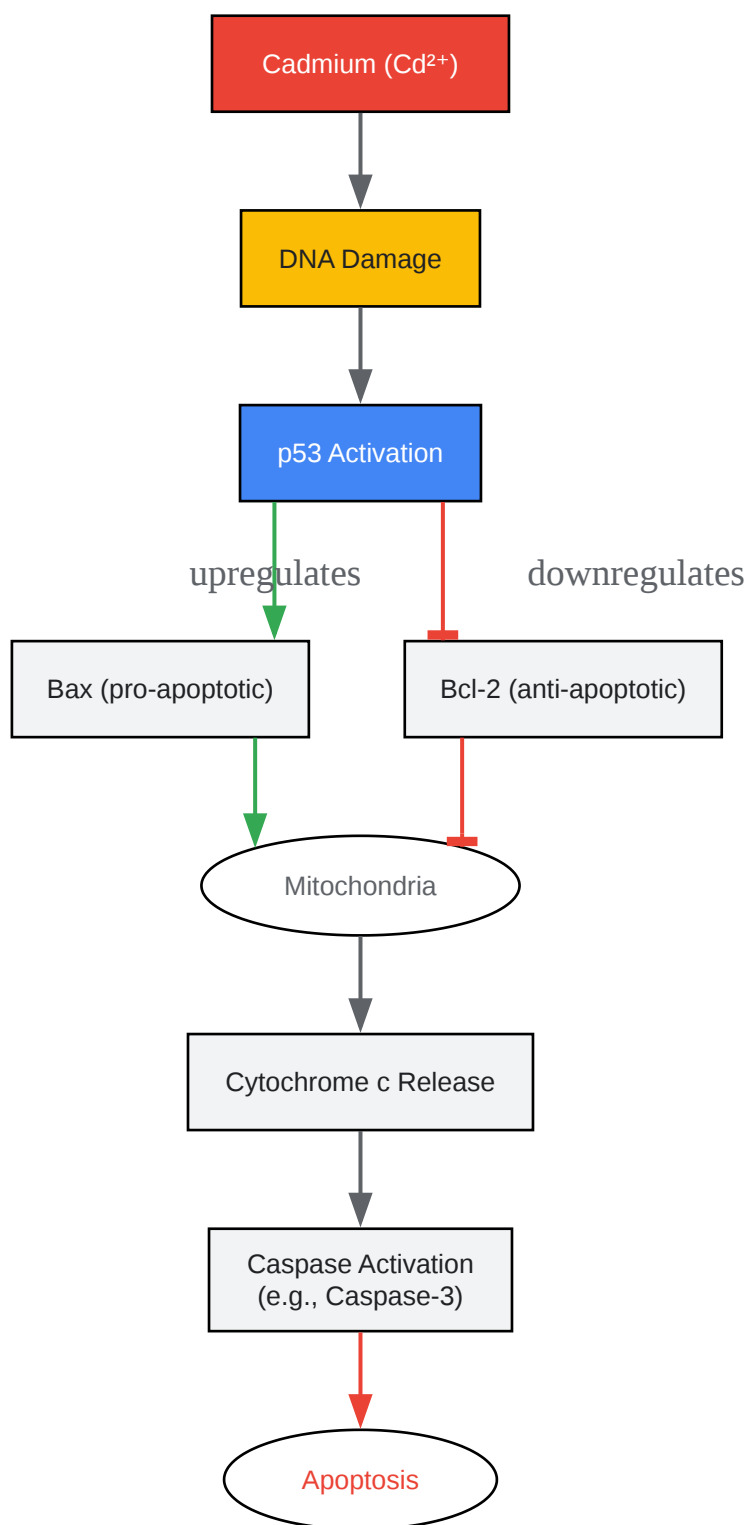 Cadmium (Cd²⁺)
DNA Damage
p53 Activation
upregulates
downregulates
Bax (pro-apoptotic)
Bcl-2 (anti-apoptotic)
Mitochondria
Cytochrome c Release
Caspase Activation
(e.g., Caspase-3)
Apoptosis